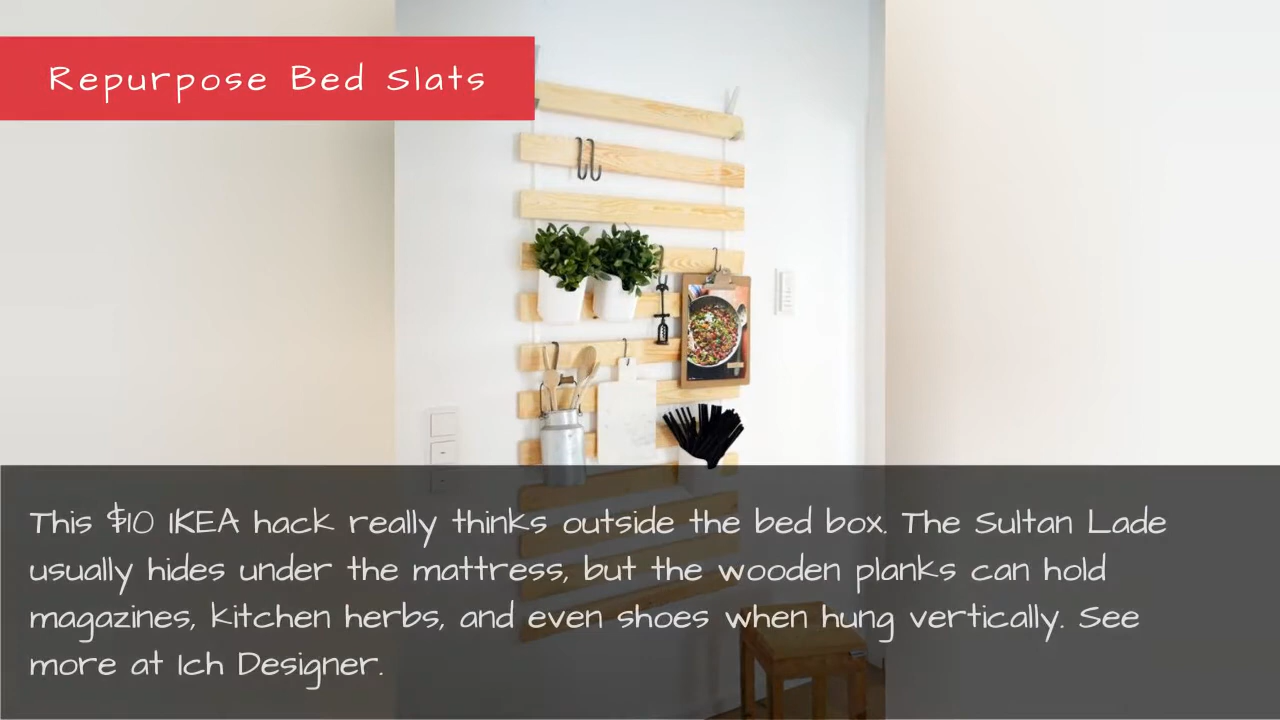 Repurpose Bed Slats
This $10 IKEA hack really thinks outside the bed box. The Sultan Lade
usually hides under the mattress, but the wooden planks can hold
magazines, kitchen herbs, and even shoes when hung vertically. See
more at Ich Designer.